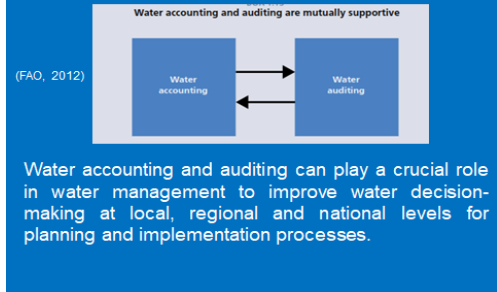 Water accounting and auditing are mutually supportive
(FAO, 2012)
Water
accounting
Water
auditing
Water accounting and auditing can play a crucial role
in water management to improve water decision-
making at local, regional and national levels for
planning and implementation processes.